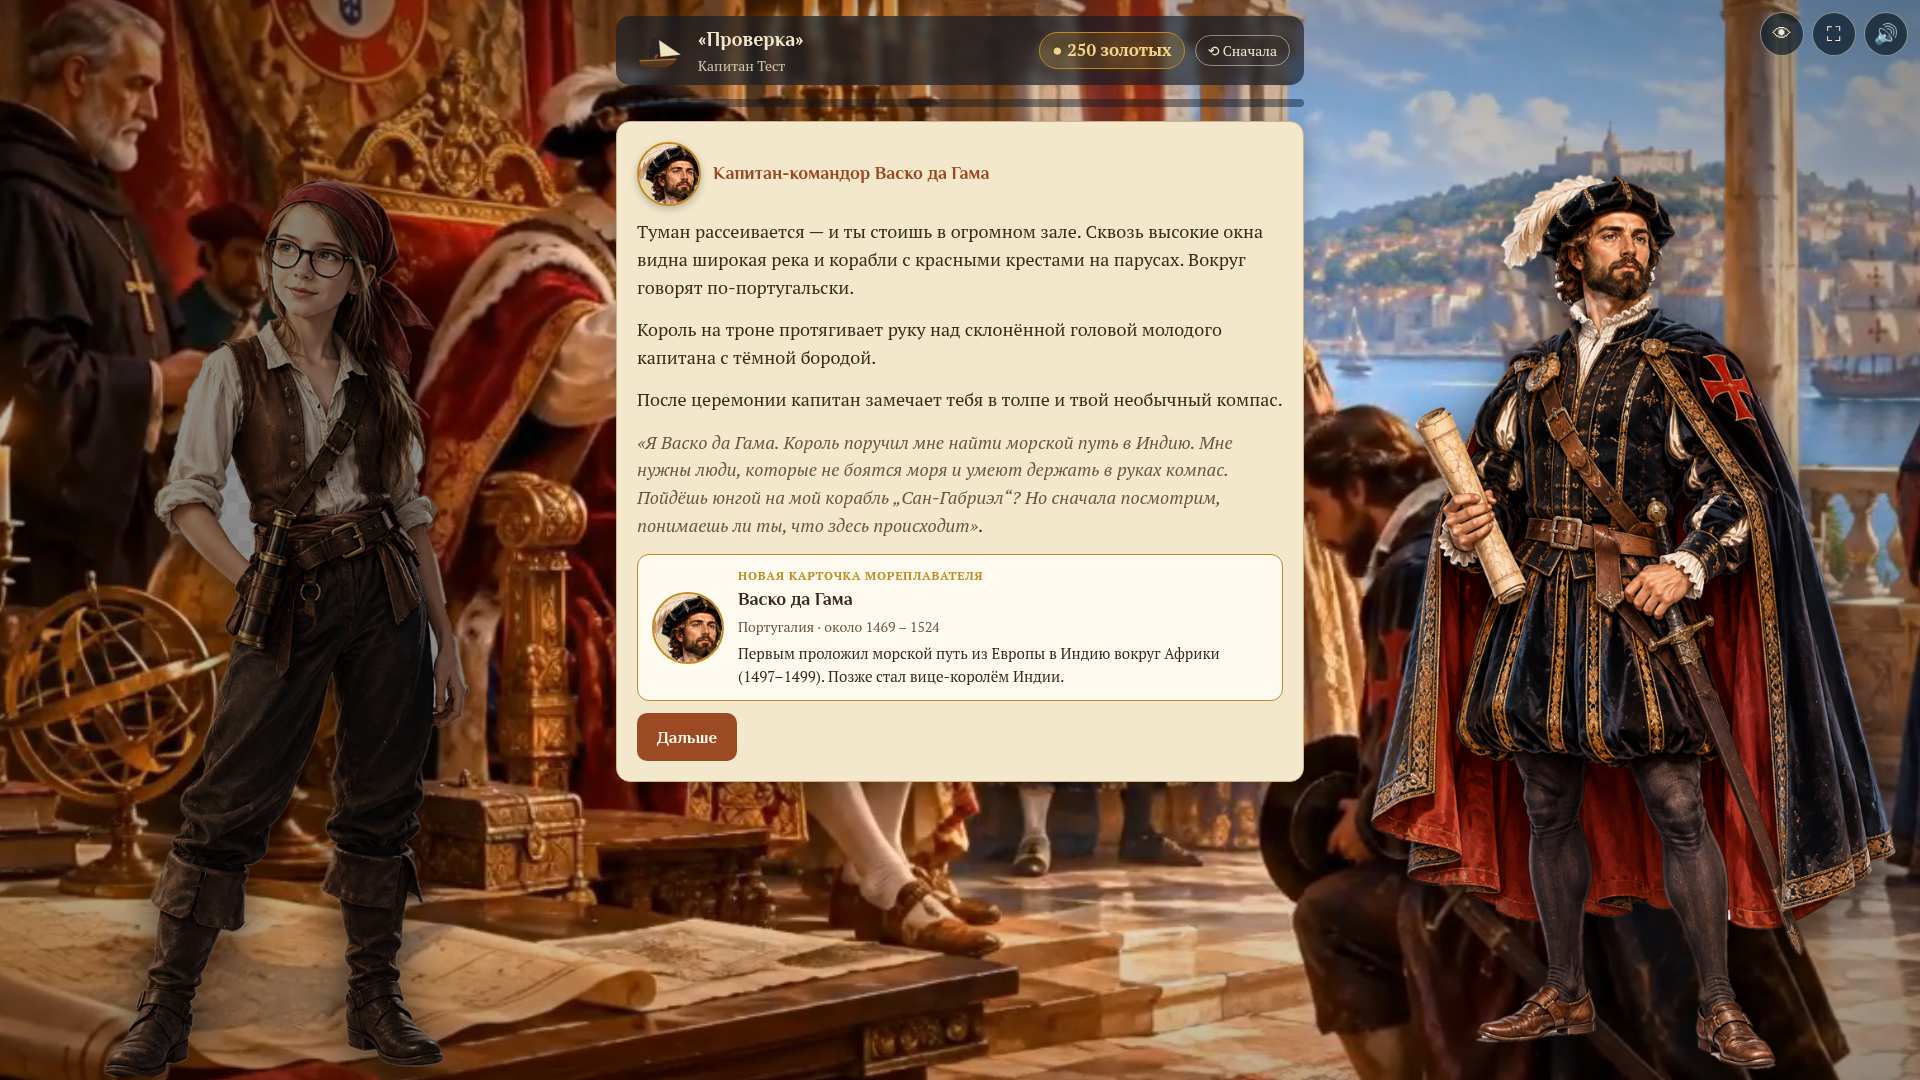 «Проверка»
Капитан Тест
● 250 золотых
⟲ Сначала
Капитан-командор Васко да Гама
Туман рассеивается — и ты стоишь в огромном зале. Сквозь высокие окна
видна широкая река и корабли с красными крестами на парусах. Вокруг
говорят по-португальски.
Король на троне протягивает руку над склонённой головой молодого
капитана с тёмной бородой.
После церемонии капитан замечает тебя в толпе и твой необычный компас.
«Я Васко да Гама. Король поручил мне найти морской путь в Индию. Мне
нужны люди, которые не боятся моря и умеют держать в руках компас.
Пойдёшь юнгой на мой корабль „Сан-Габриэл“? Но сначала посмотрим,
понимаешь ли ты, что здесь происходит».
НОВАЯ КАРТОЧКА МОРЕПЛАВАТЕЛЯ
Васко да Гама
Португалия · около 1469 – 1524
Первым проложил морской путь из Европы в Индию вокруг Африки
(1497–1499). Позже стал вице-королём Индии.
Дальше